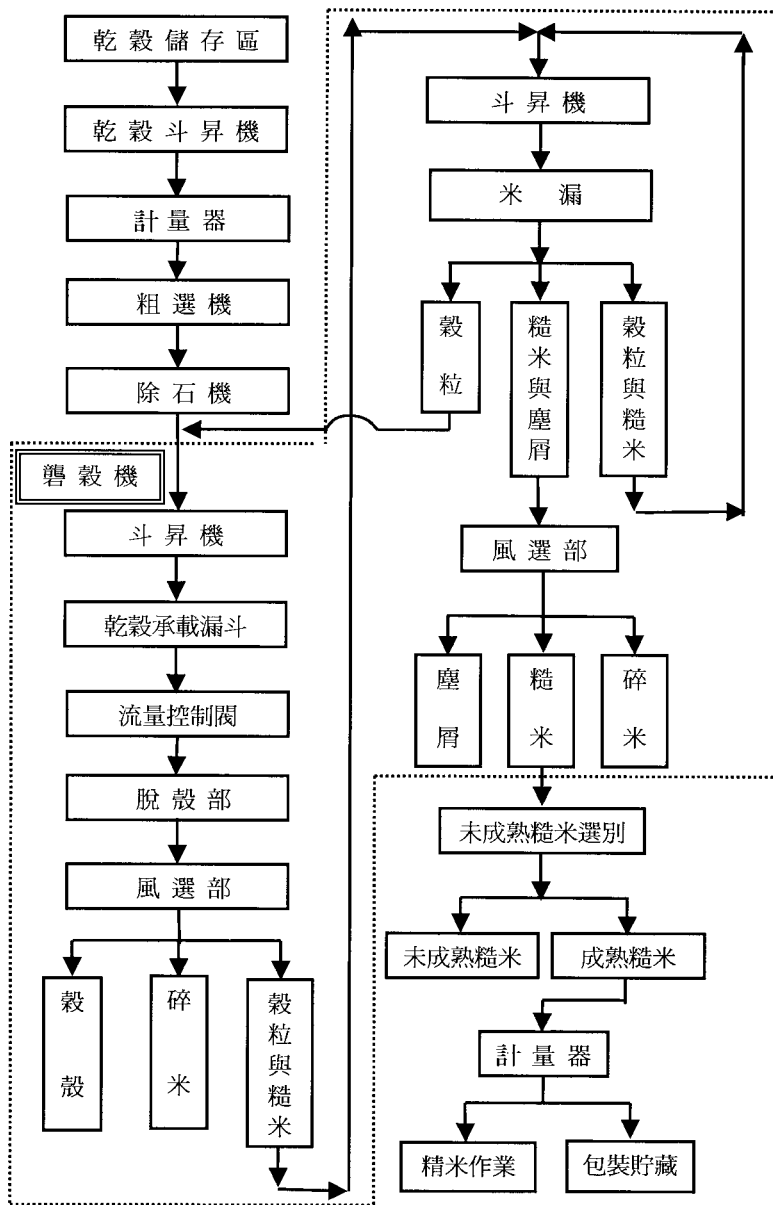 乾穀儲存區
乾穀斗昇機
計量器
粗選機
除石機
礱穀機
斗昇機
乾穀承載漏斗
流量控制閥
脫殼部
風選部
穀殼
碎米
穀粒與糙米
斗昇機
米漏
穀粒
糙米與塵屑
穀粒與糙米
風選部
塵屑
糙米
碎米
未成熟糙米選別
未成熟糙米
成熟糙米
計量器
精米作業
包裝貯藏